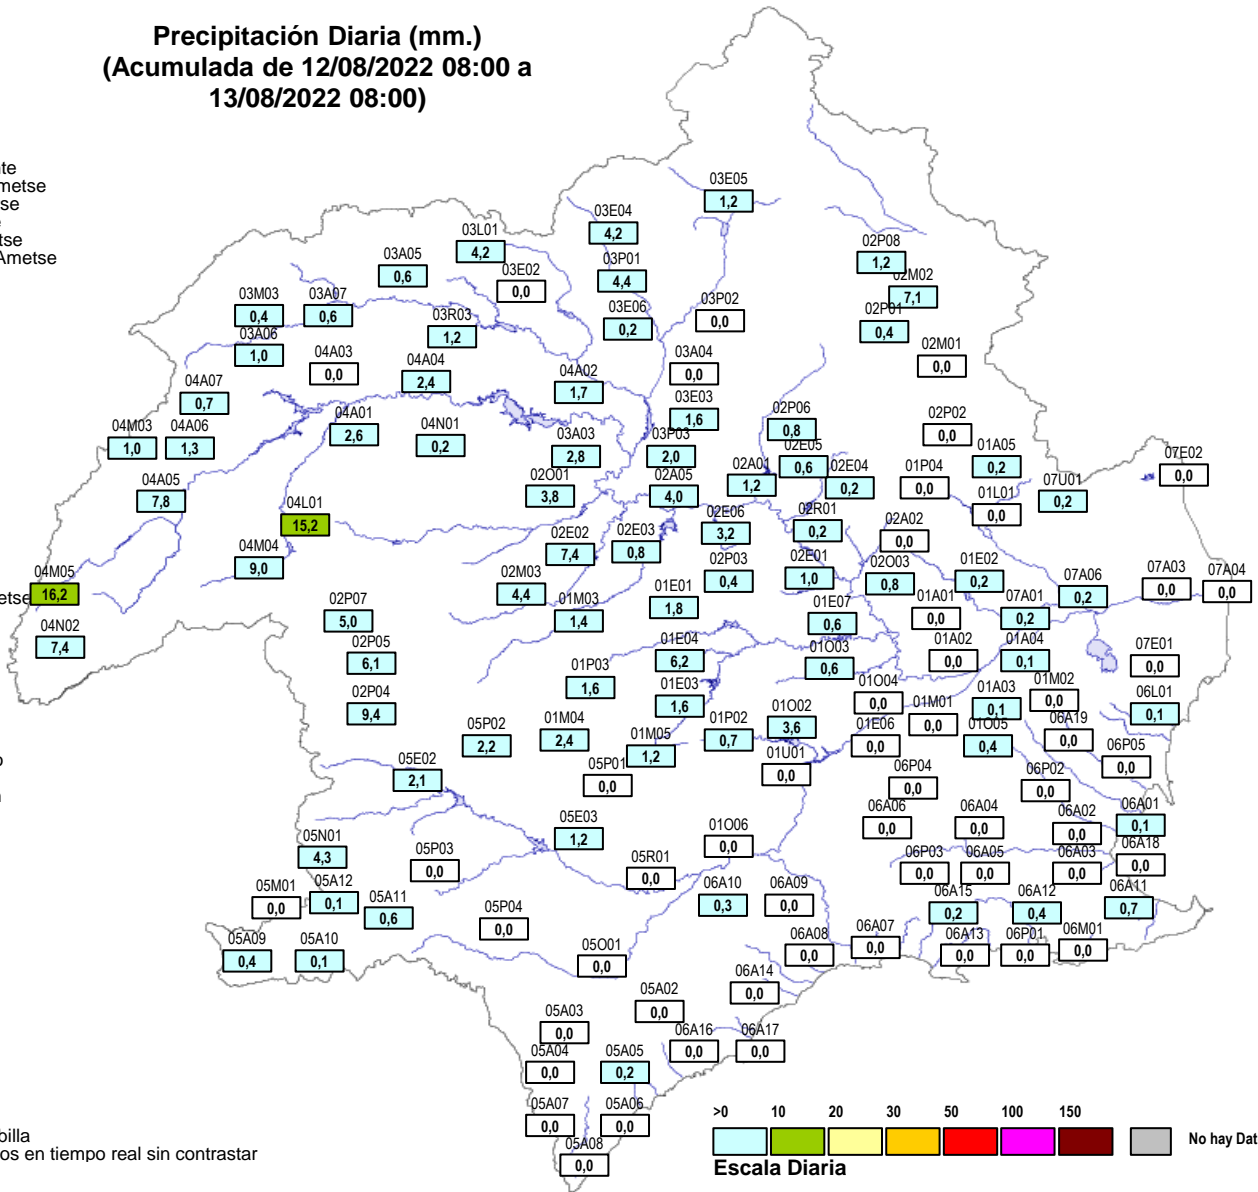 Precipitación Diaria (mm.)
(Acumulada de 12/08/2022 08:00 a
13/08/2022 08:00)
nte
metse
tse
e
tse
Ametse
03E05
1,2
03E04
4,2
03L01
4,2
03A05
0,6
03E02
0,0
03P01
4,4
02P08
1,2
02M02
7,1
03M03
0,4
03A07
0,6
03R03
1,2
03E06
0,2
03P02
0,0
02P01
0,4
03A06
1,0
04A03
0,0
04A04
2,4
04A02
1,7
03A04
0,0
02M01
0,0
04A07
0,7
03E03
1,6
04M03
1,0
04A06
1,3
04A01
2,6
04N01
0,2
03A03
2,8
03P03
2,0
02P06
0,8
02P02
0,0
02E05
0,6
01A05
0,2
07E02
0,0
04A05
7,8
04L01
15,2
02O01
3,8
02A05
4,0
02A01
1,2
02E04
0,2
01P04
0,0
01L01
0,0
07U01
0,2
02E06
3,2
02R01
0,2
02A02
0,0
04M04
9,0
02E02
7,4
02E03
0,8
04M05
16,2
etse
02M03
4,4
01E01
1,8
02P03
0,4
02E01
1,0
02O03
0,8
01E02
0,2
07A06
0,2
07A03
0,0
07A04
0,0
04N02
7,4
02P07
5,0
01M03
1,4
01E07
0,6
01A01
0,0
07A01
0,2
02P05
6,1
01E04
6,2
01O03
0,6
01A02
0,0
01A04
0,1
07E01
0,0
01P03
1,6
01E03
1,6
01O04
0,0
01M02
0,0
02P04
9,4
01A03
0,1
06L01
0,1
05P02
2,2
01M04
2,4
01M05
1,2
01P02
0,7
01O02
3,6
01M01
0,0
01E06
0,0
01O05
0,4
06A19
0,0
06P05
0,0
o
05E02
2,1
05P01
0,0
01U01
0,0
06P04
0,0
06P02
0,0
05E03
1,2
01O06
0,0
06A06
0,0
06A04
0,0
06A02
0,0
06A01
0,1
05N01
4,3
05P03
0,0
05R01
0,0
06P03
0,0
06A05
0,0
06A03
0,0
06A18
0,0
05M01
0,0
05A12
0,1
05A11
0,6
05P04
0,0
06A10
0,3
06A09
0,0
06A15
0,2
06A12
0,4
06A11
0,7
05A09
0,4
05A10
0,1
05O01
0,0
06A08
0,0
06A07
0,0
06A13
0,0
06P01
0,0
06M01
0,0
06A14
0,0
05A03
0,0
05A02
0,0
06A16
0,0
06A17
0,0
05A04
0,0
05A05
0,2
05A07
0,0
05A06
0,0
05A08
0,0
billa
os en tiempo real sin contrastar
>0 10 20 30 50 100 150
No hay Dat
Escala Diaria